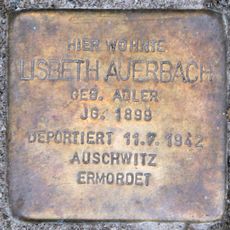 HIER WOHNTE
LISBETH AUERBACH
GEB. ADLER
JG. 1899
DEPORTIERT 11.7.1942
AUSCHWITZ
ERMORDET